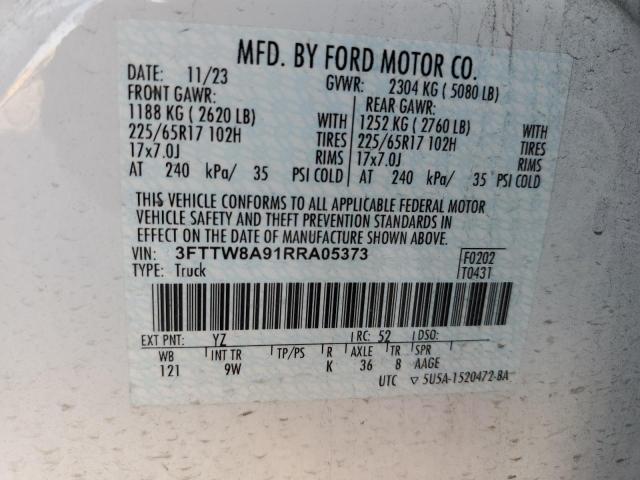 MFD. BY FORD MOTOR CO.
DATE: 11/23 GVWR: 2304 KG ( 5080 LB)
FRONT GAWR: REAR GAWR:
1188 KG ( 2620 LB) WITH 1252 KG ( 2760 LB) WITH
225/65R17 102H TIRES 225/65R17 102H TIRES
17x7.0J RIMS 17x7.0J RIMS
AT 240 kPa/ 35 PSI COLD AT 240 kPa/ 35 PSI COLD
THIS VEHICLE CONFORMS TO ALL APPLICABLE FEDERAL MOTOR
VEHICLE SAFETY AND THEFT PREVENTION STANDARDS IN
EFFECT ON THE DATE OF MANUFACTURE SHOWN ABOVE.
VIN: 3FTTW8A91RRA05373 F0202
TYPE: Truck T0431
EXT PNT: YZ RC: 52 DSO:
WB INT TR TP/PS R AXLE TR SPR
121 9W K 36 8 AAGE
UTC 5U5A-1520472-BA